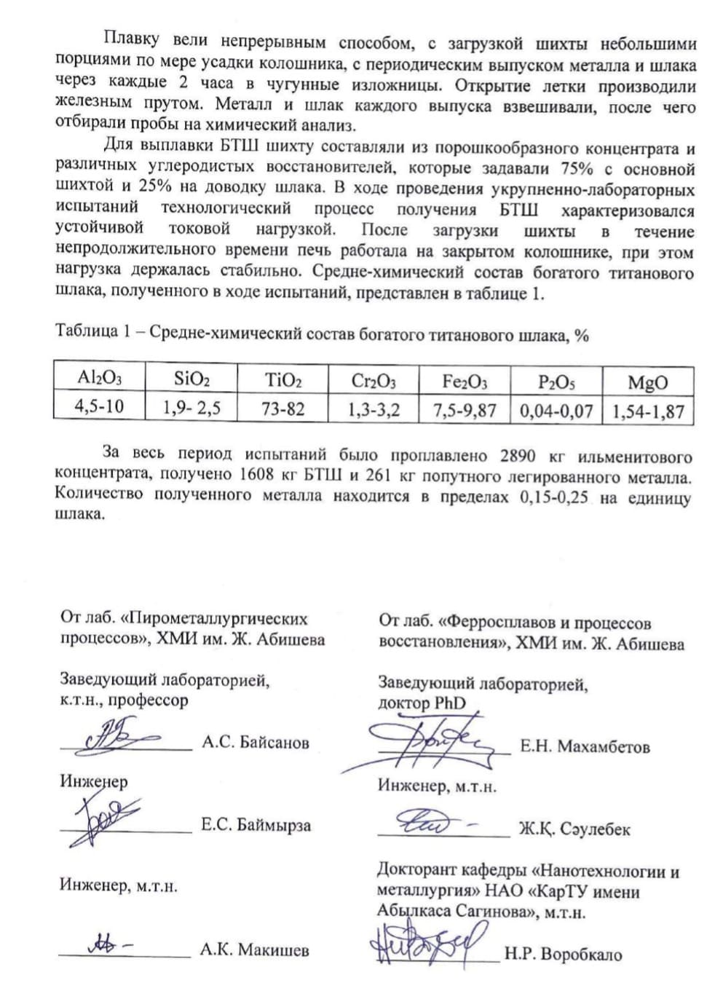 Плавку вели непрерывным способом, с загрузкой шихты небольшими
порциями по мере усадки колошника, с периодическим выпуском металла и шлака
через каждые 2 часа в чугунные изложницы. Открытие летки производили
железным прутом. Металл и шлак каждого выпуска взвешивали, после чего
отбирали пробы на химический анализ.
Для выплавки БТШ шихту составляли из порошкообразного концентрата и
различных углеродистых восстановителей, которые задавали 75% с основной
шихтой и 25% на доводку шлака. В ходе проведения укрупненно-лабораторных
испытаний технологический процесс получения БТШ характеризовался
устойчивой токовой нагрузкой. После загрузки шихты в течение
непродолжительного времени печь работала на закрытом колошнике, при этом
нагрузка держалась стабильно. Средне-химический состав богатого титанового
шлака, полученного в ходе испытаний, представлен в таблице 1.
Таблица 1 – Средне-химический состав богатого титанового шлака, %
Al₂O₃ SiO₂ TiO₂ Cr₂O₃ Fe₂O₃ P₂O₅ MgO
4,5-10 1,9- 2,5 73-82 1,3-3,2 7,5-9,87 0,04-0,07 1,54-1,87
За весь период испытаний было проплавлено 2890 кг ильменитового
концентрата, получено 1608 кг БТШ и 261 кг попутного легированного металла.
Количество полученного металла находится в пределах 0,15-0,25 на единицу
шлака.
От лаб. «Пирометаллургических
процессов», ХМИ им. Ж. Абишева
Заведующий лабораторией,
к.т.н., профессор
А.С. Байсанов
Инженер
Е.С. Баймырза
Инженер, м.т.н.
А.К. Макишев
От лаб. «Ферросплавов и процессов
восстановления», ХМИ им. Ж. Абишева
Заведующий лабораторией,
доктор PhD
Е.Н. Махамбетов
Инженер, м.т.н.
Ж.Қ. Сәулебек
Докторант кафедры «Нанотехнологии и
металлургия» НАО «КарТУ имени
Абылкаса Сагинова», м.т.н.
Н.Р. Воробкало